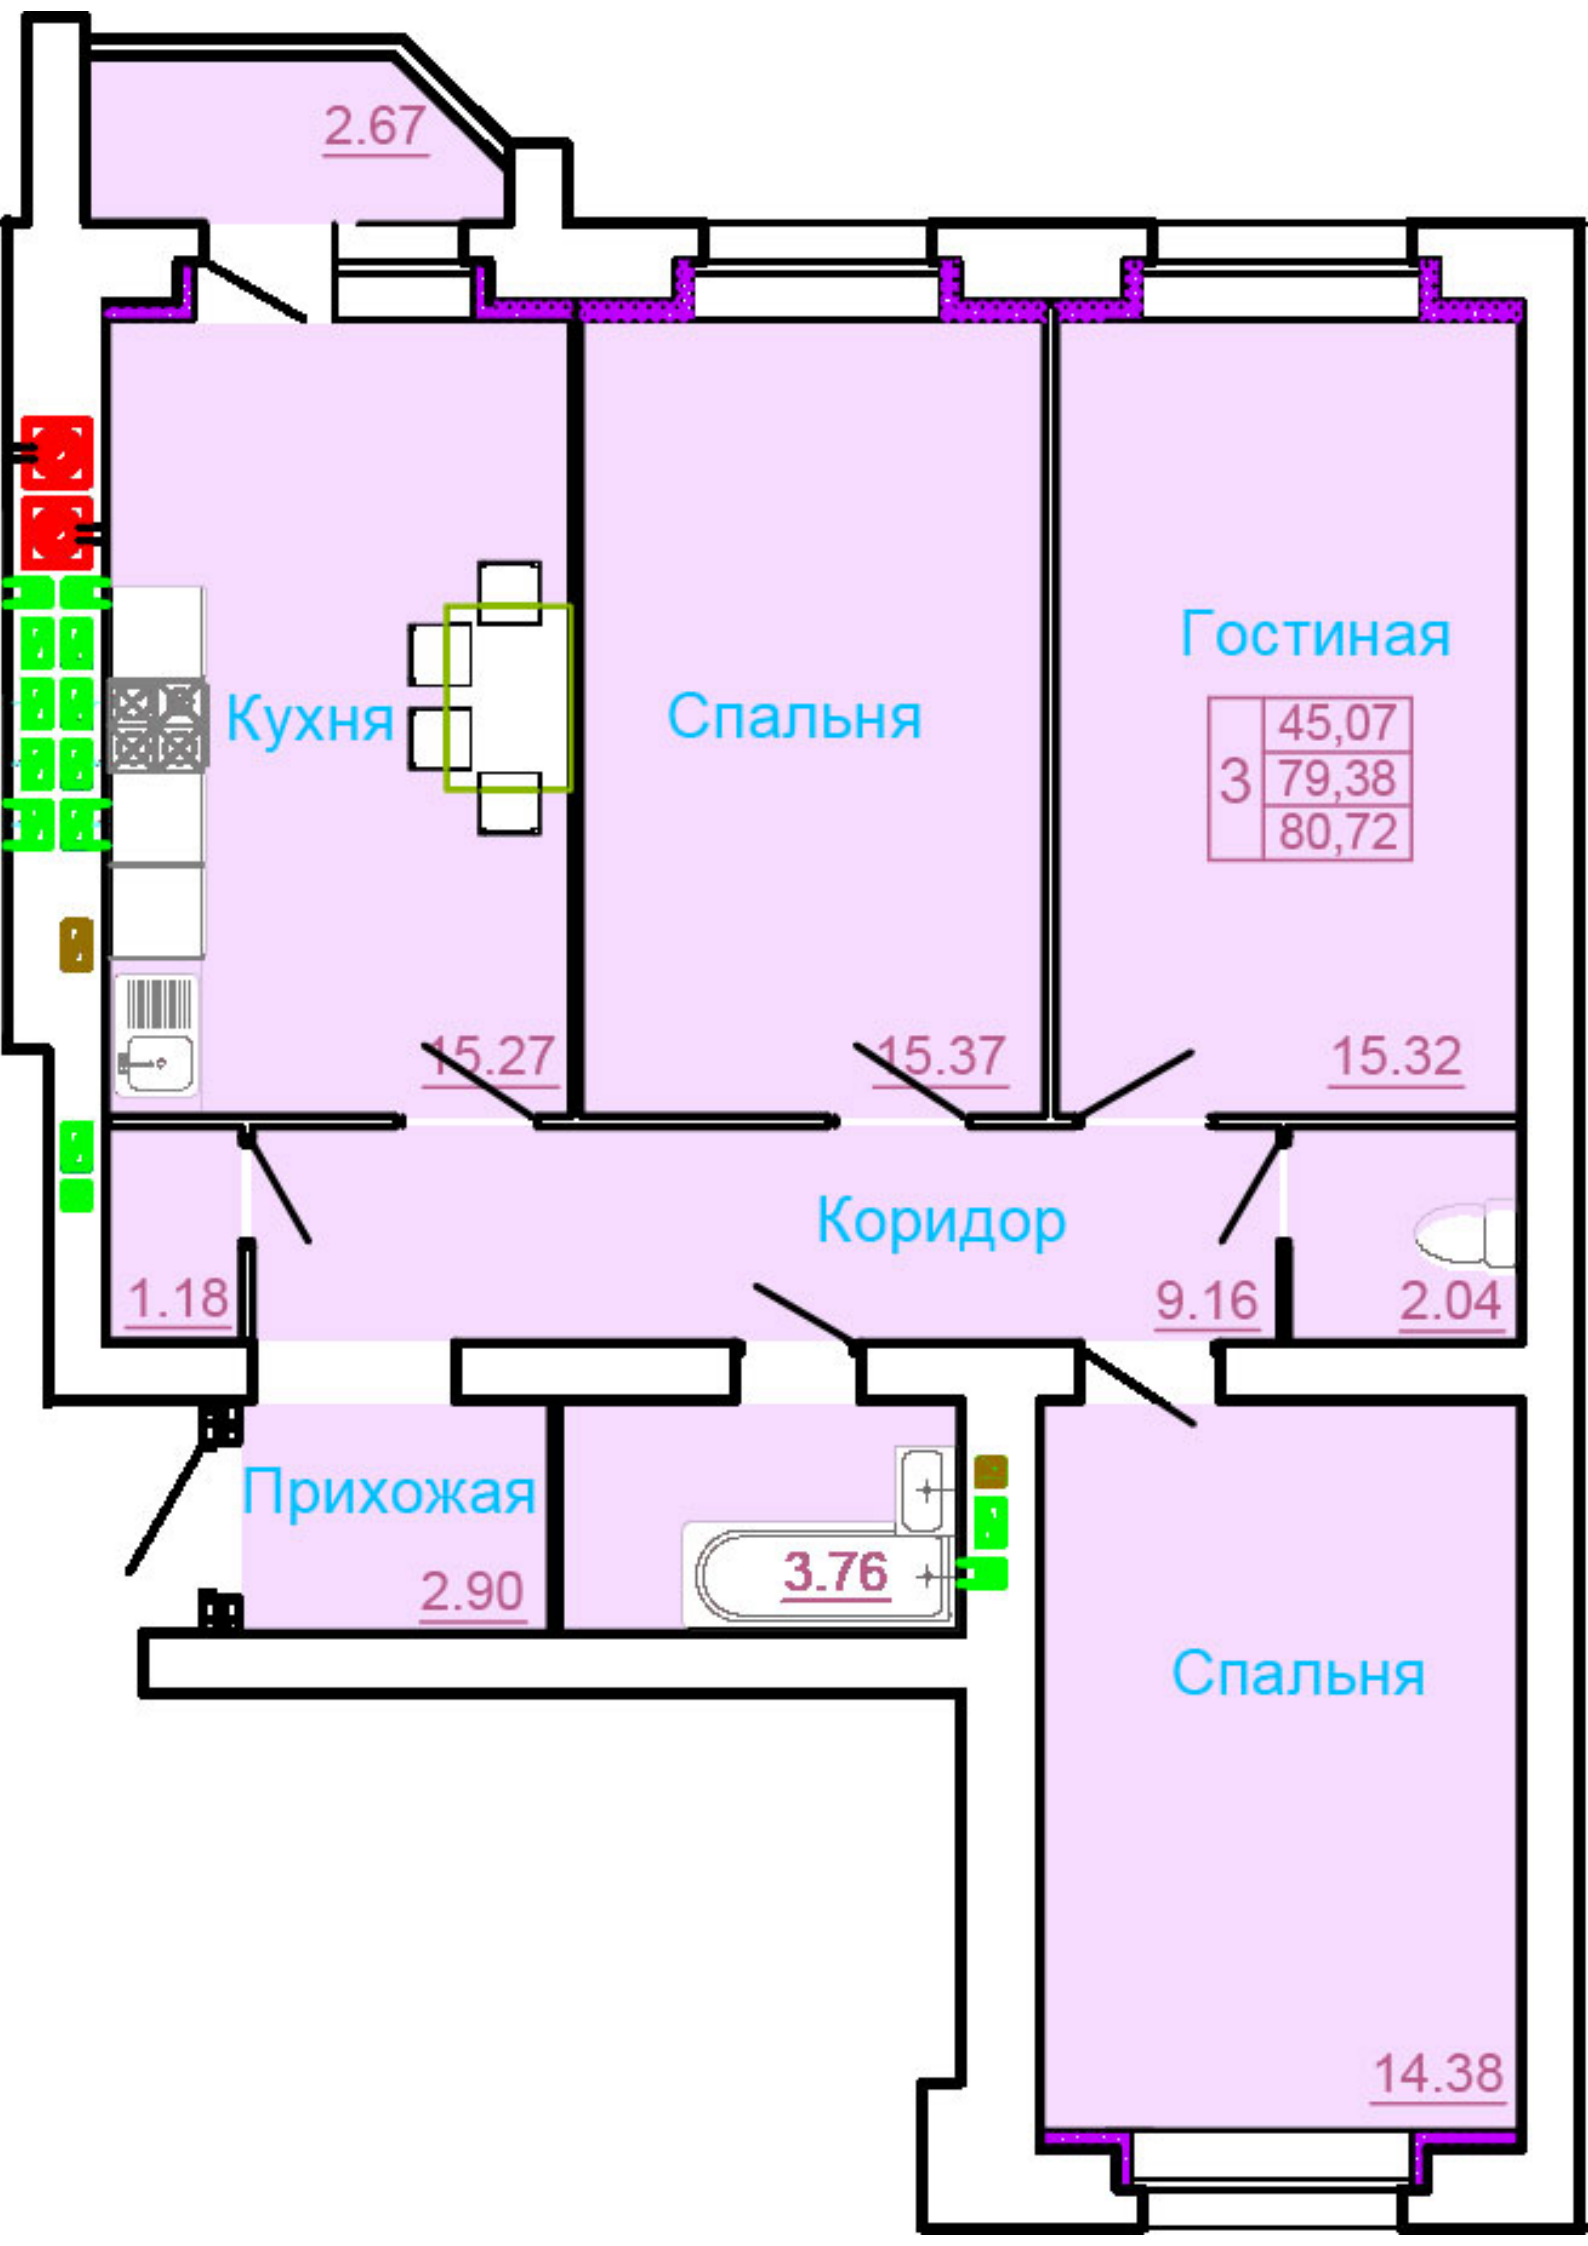 2.67
Гостиная
Кухня
Спальня
3
45,07
79,38
80,72
15.27
15.37
15.32
Коридор
1.18
9.16
2.04
Прихожая
3.76
2.90
Спальня
14.38